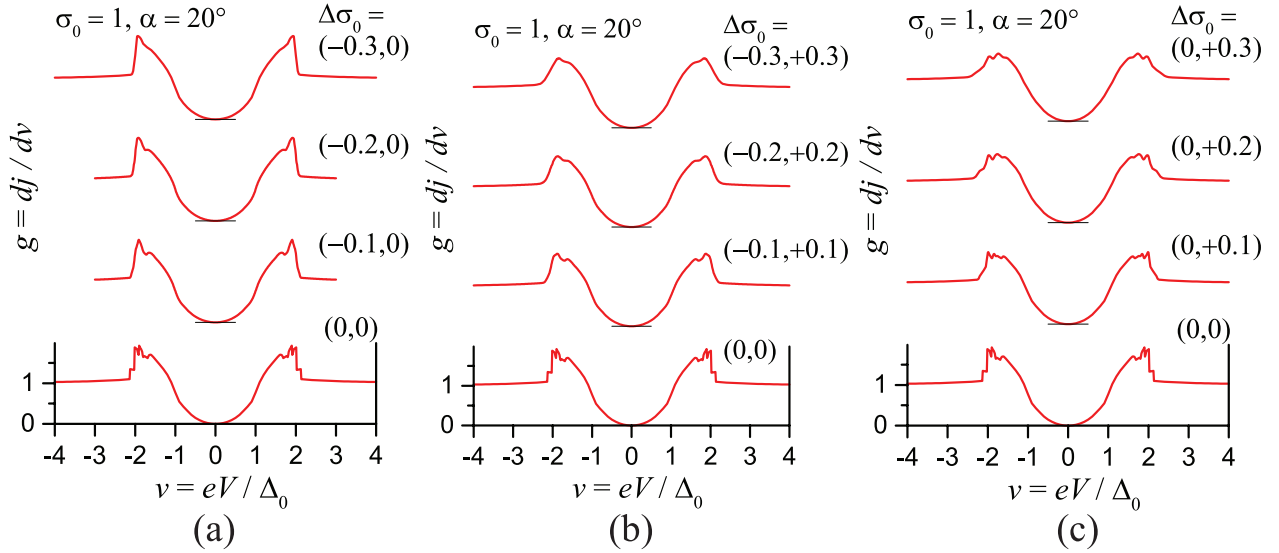 σ₀ = 1, α = 20°
Δσ₀ =
(−0.3,0)
(−0.2,0)
(−0.1,0)
(0,0)
g = dj / dv
1
0
-4 -3 -2 -1 0 1 2 3 4
v = eV / Δ₀
(a)
σ₀ = 1, α = 20°
Δσ₀ =
(−0.3,+0.3)
(−0.2,+0.2)
(−0.1,+0.1)
(0,0)
g = dj / dv
1
0
-4 -3 -2 -1 0 1 2 3 4
v = eV / Δ₀
(b)
σ₀ = 1, α = 20°
Δσ₀ =
(0,+0.3)
(0,+0.2)
(0,+0.1)
(0,0)
g = dj / dv
1
0
-4 -3 -2 -1 0 1 2 3 4
v = eV / Δ₀
(c)